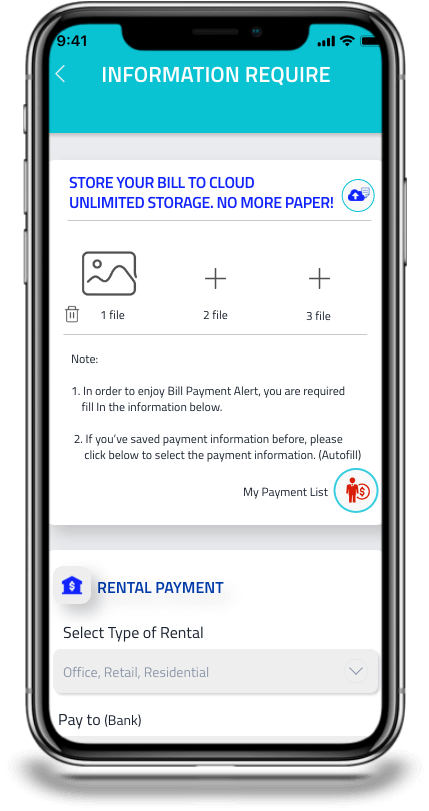 9:41
INFORMATION REQUIRE
STORE YOUR BILL TO CLOUD
UNLIMITED STORAGE. NO MORE PAPER!
1 file
2 file
3 file
Note:
1. In order to enjoy Bill Payment Alert, you are required
fill In the information below.
2. If you’ve saved payment information before, please
click below to select the payment information. (Autofill)
My Payment List
$
$
RENTAL PAYMENT
Select Type of Rental
Office, Retail, Residential
Pay to (Bank)